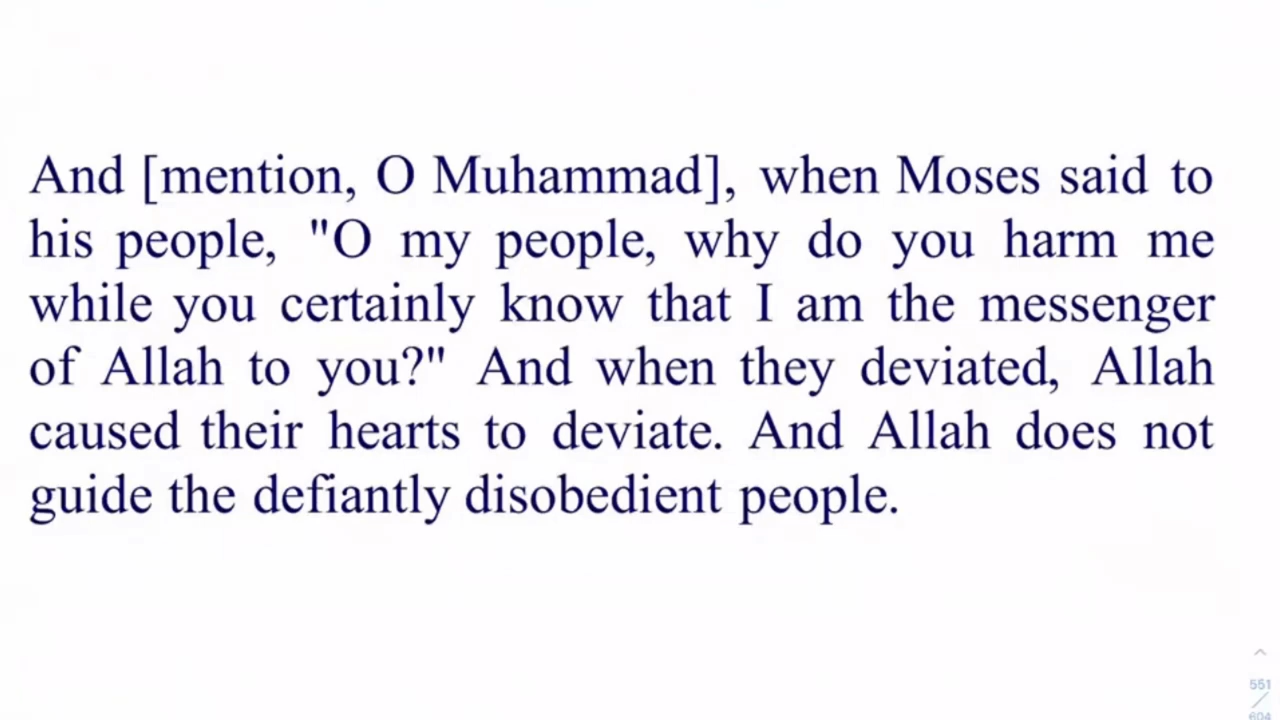 And [mention, O Muhammad], when Moses said to
his people, "O my people, why do you harm me
while you certainly know that I am the messenger
of Allah to you?" And when they deviated, Allah
caused their hearts to deviate. And Allah does not
guide the defiantly disobedient people.
551
604